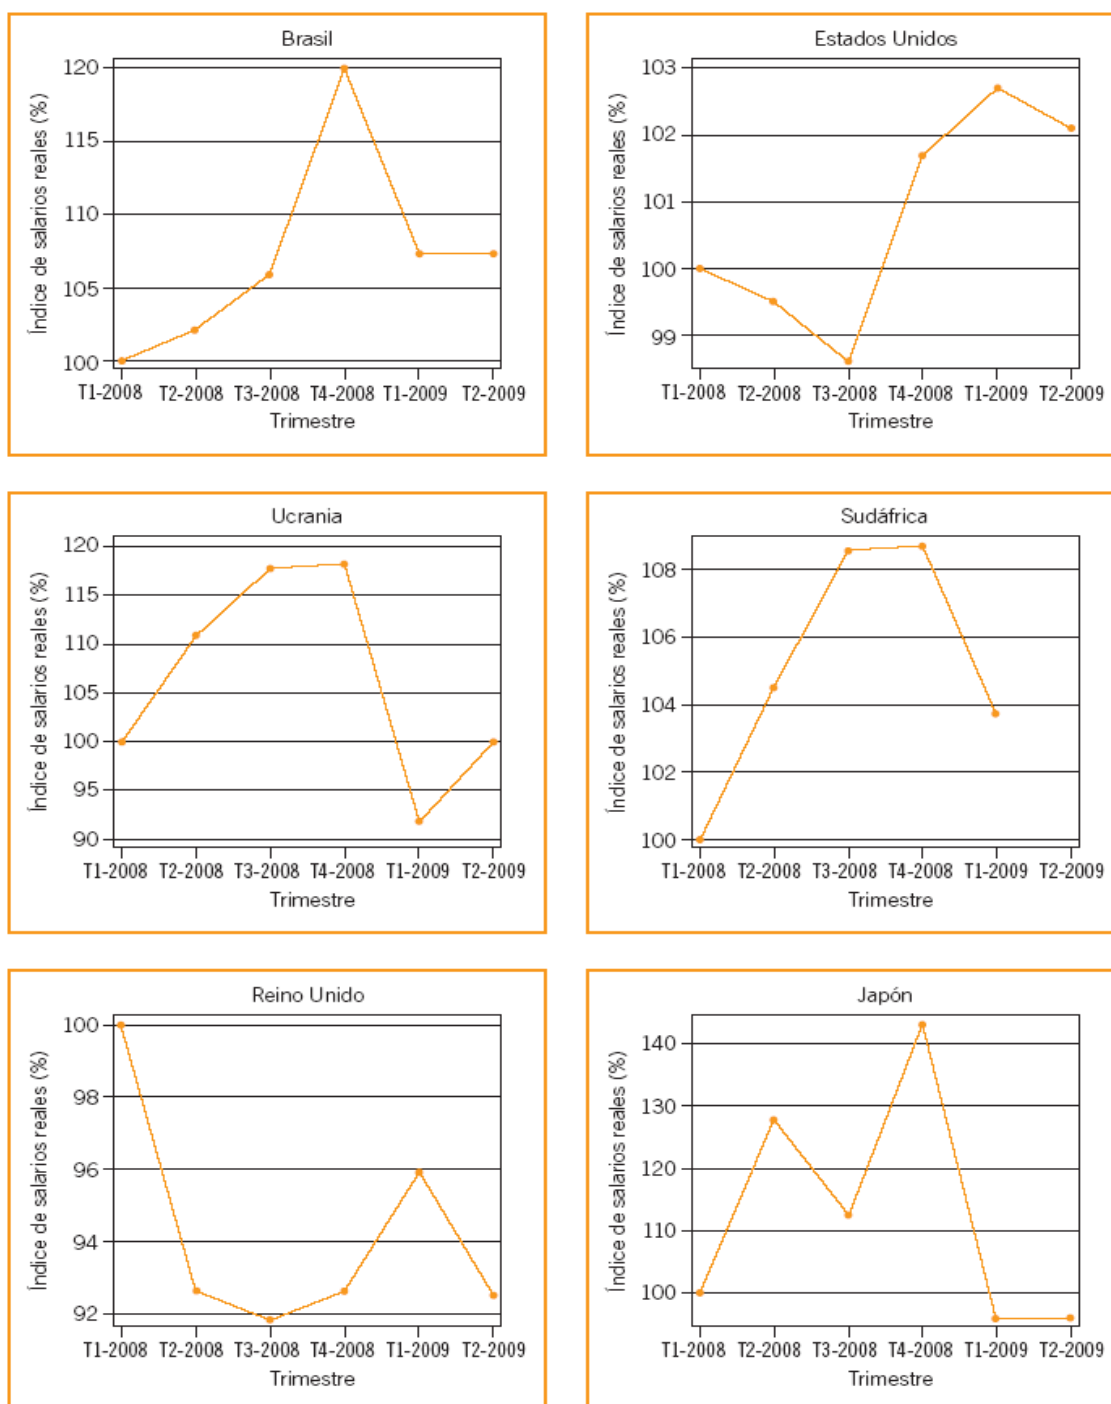 Brasil
Índice de salarios reales (%)
120
115
110
105
100
T1-2008 T2-2008 T3-2008 T4-2008 T1-2009 T2-2009
Trimestre
Estados Unidos
Índice de salarios reales (%)
103
102
101
100
99
T1-2008 T2-2008 T3-2008 T4-2008 T1-2009 T2-2009
Trimestre
Ucrania
Índice de salarios reales (%)
120
115
110
105
100
95
90
T1-2008 T2-2008 T3-2008 T4-2008 T1-2009 T2-2009
Trimestre
Sudáfrica
Índice de salarios reales (%)
108
106
104
102
100
T1-2008 T2-2008 T3-2008 T4-2008 T1-2009 T2-2009
Trimestre
Reino Unido
Índice de salarios reales (%)
100
98
96
94
92
T1-2008 T2-2008 T3-2008 T4-2008 T1-2009 T2-2009
Trimestre
Japón
Índice de salarios reales (%)
140
130
120
110
100
T1-2008 T2-2008 T3-2008 T4-2008 T1-2009 T2-2009
Trimestre